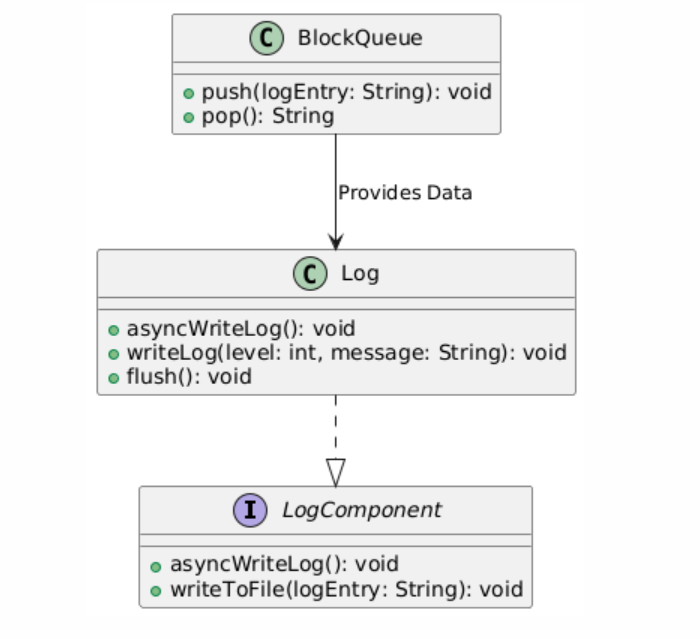 C BlockQueue
push(logEntry: String): void
pop(): String
Provides Data
C Log
asyncWriteLog(): void
writeLog(level: int, message: String): void
flush(): void
I LogComponent
asyncWriteLog(): void
writeToFile(logEntry: String): void